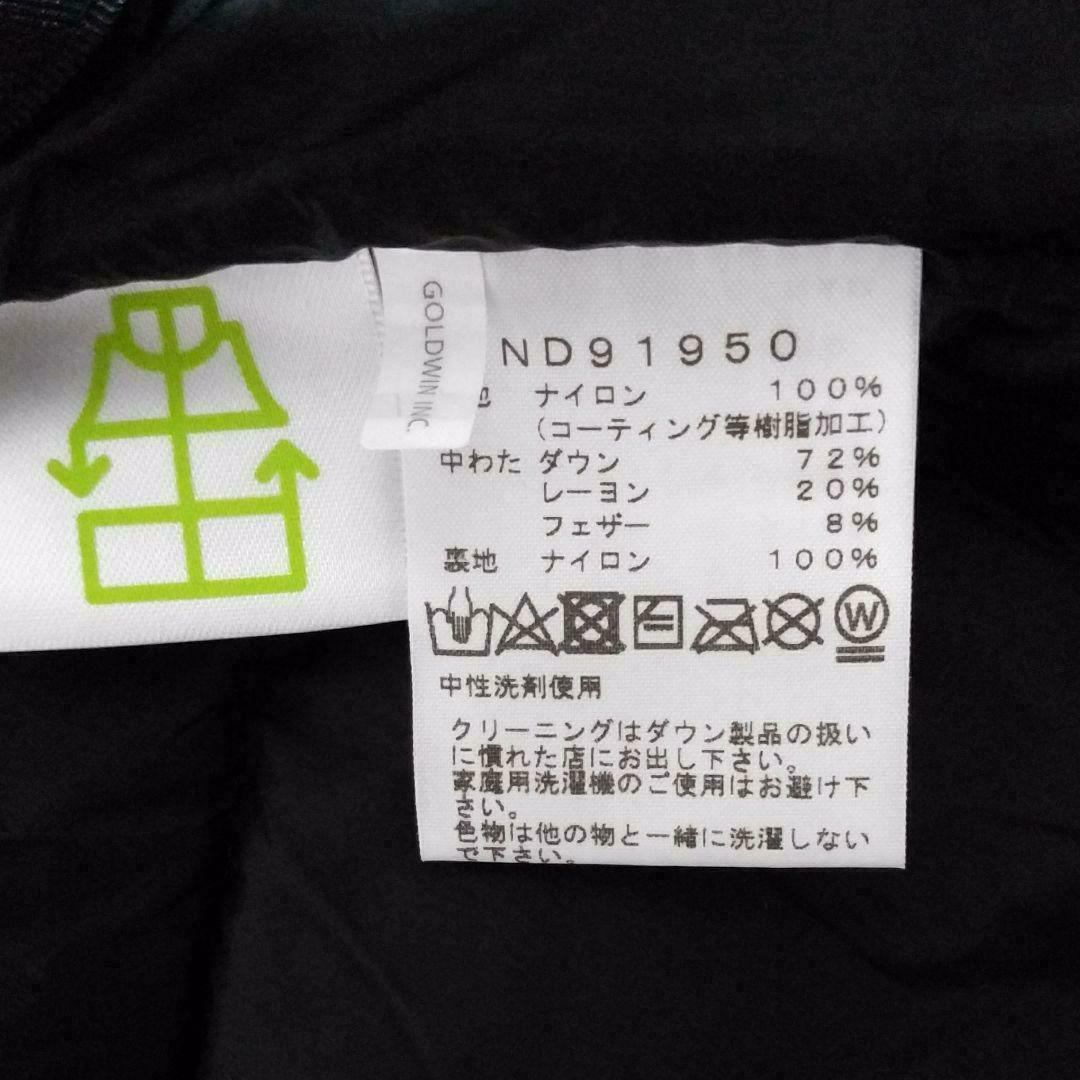 GOLDWIN INC.
ND91950
地 ナイロン 100%
(コーティング等樹脂加工)
中わた ダウン 72%
レーヨン 20%
フェザー 8%
裏地 ナイロン 100%
W
中性洗剤使用
クリーニングはダウン製品の扱い
に慣れた店にお出し下さい。
家庭用洗濯機のご使用はお避け下
さい。
色物は他の物と一緒に洗濯しない
で下さい。